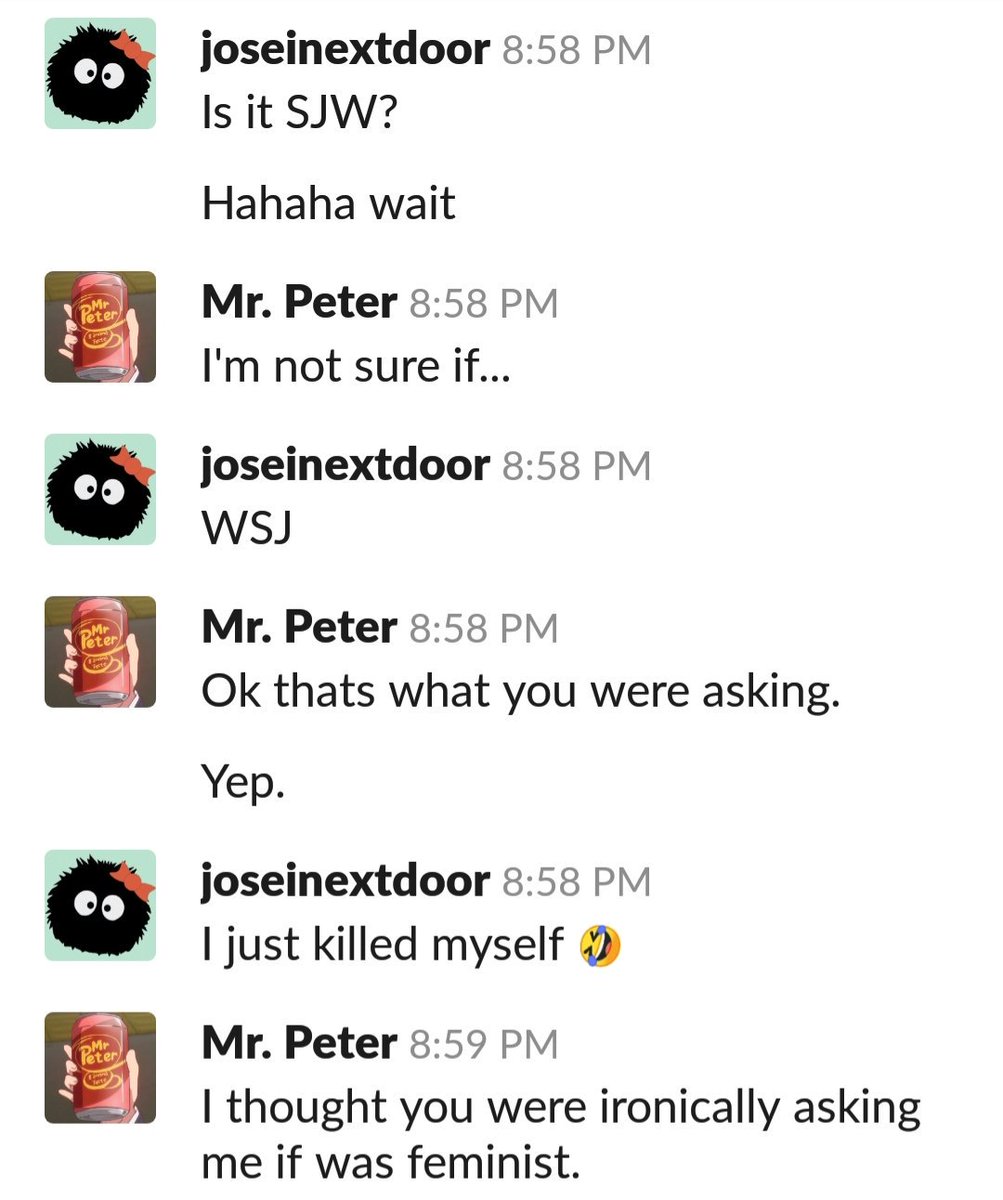 joseinextdoor 8:58 PM
Is it SJW?
Hahaha wait
Mr
Peter
Mr. Peter 8:58 PM
I'm not sure if...
joseinextdoor 8:58 PM
WSJ
Mr
Peter
Mr. Peter 8:58 PM
Ok thats what you were asking.
Yep.
joseinextdoor 8:58 PM
I just killed myself 🤣
Mr
Peter
Mr. Peter 8:59 PM
I thought you were ironically asking
me if was feminist.